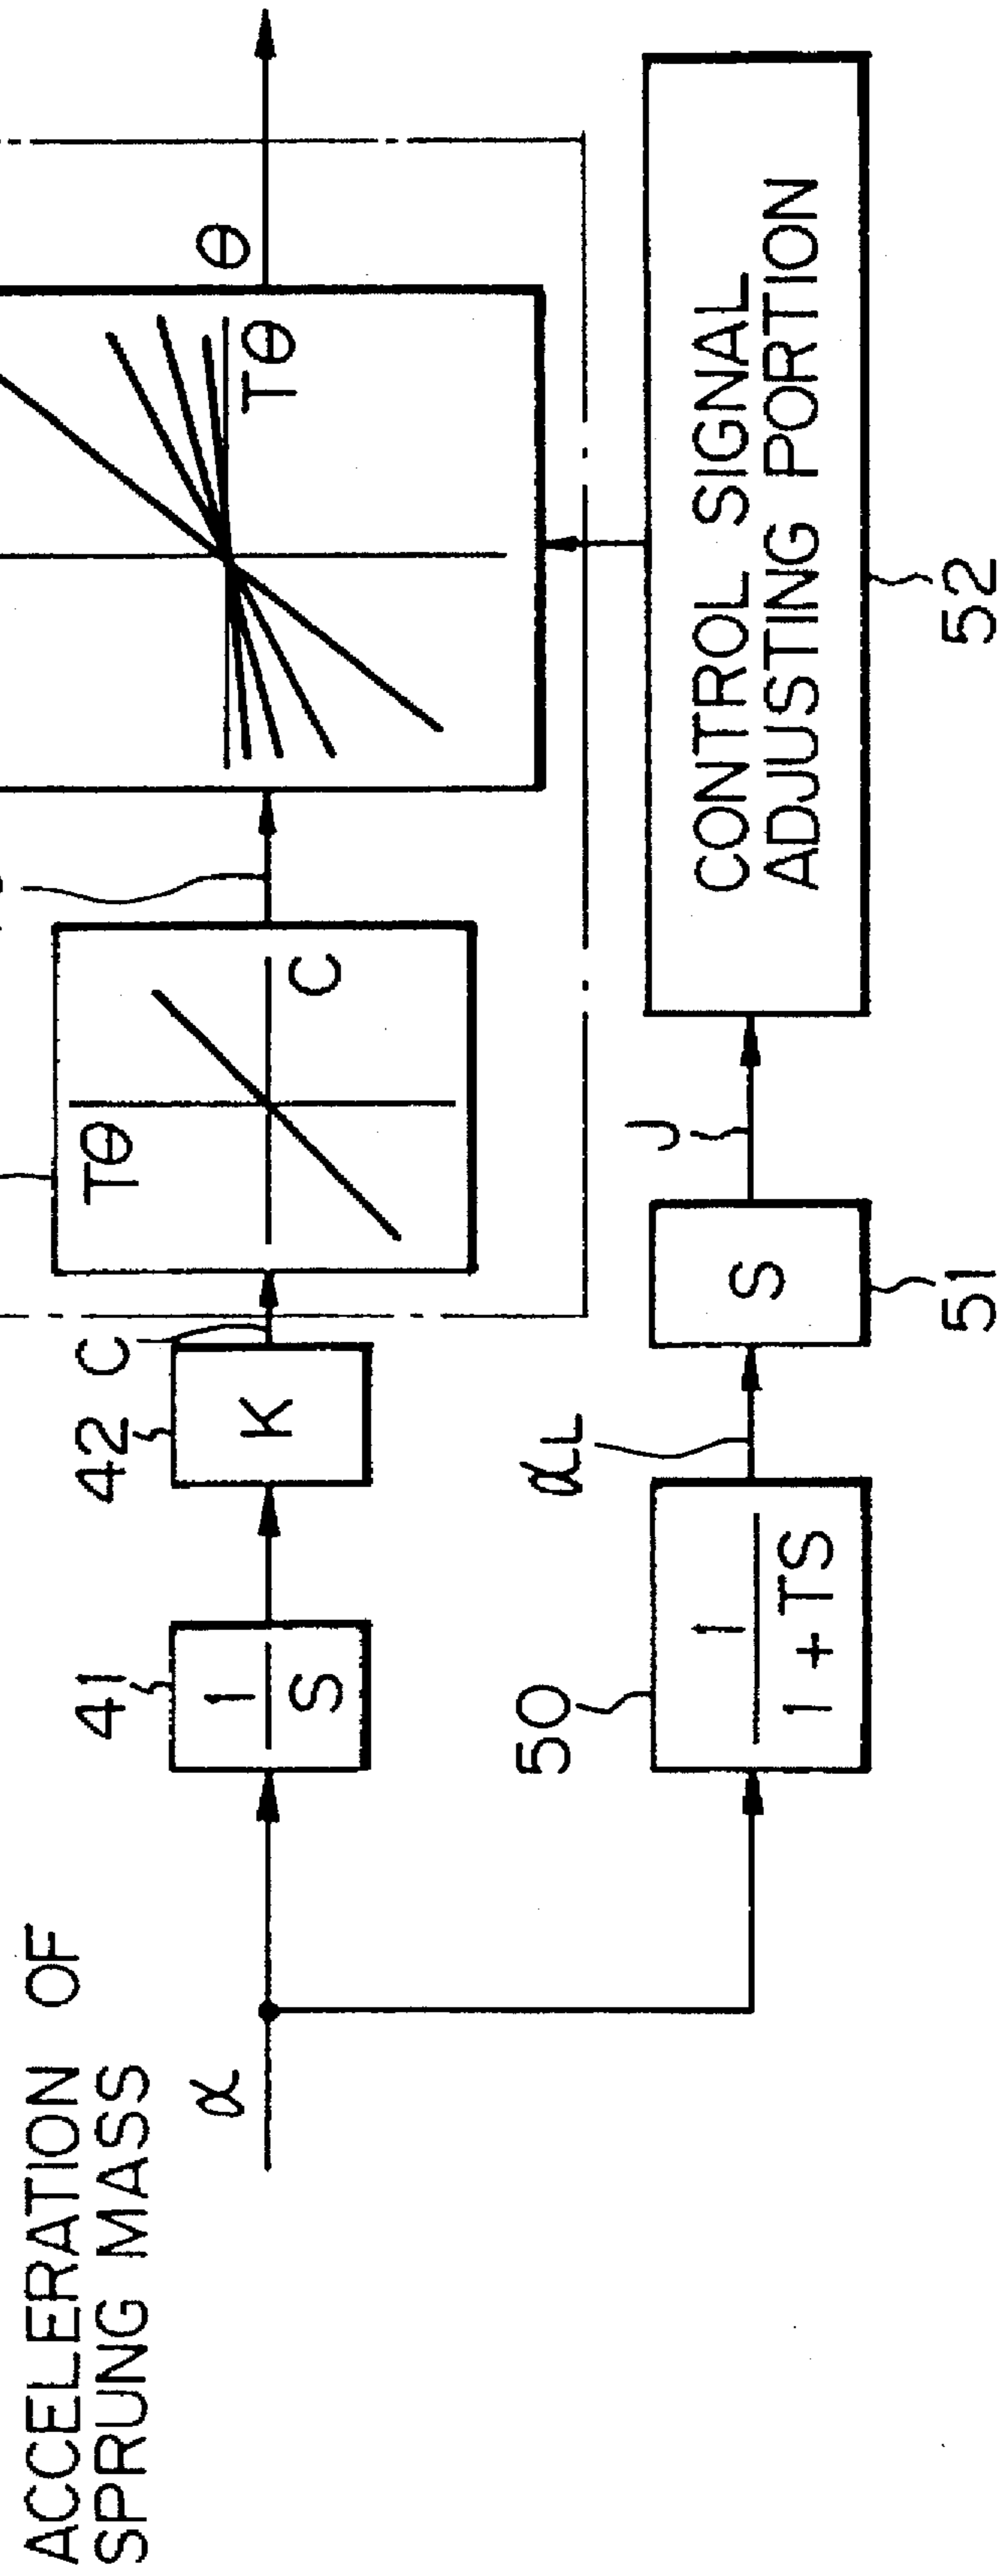 ACCELERATION OF
SPRUNG MASS
α
41
1
S
42
K
C
Tθ
C
Tθ
θ
50
1
1 + TS
αL
S
51
J
CONTROL SIGNAL
ADJUSTING PORTION
52